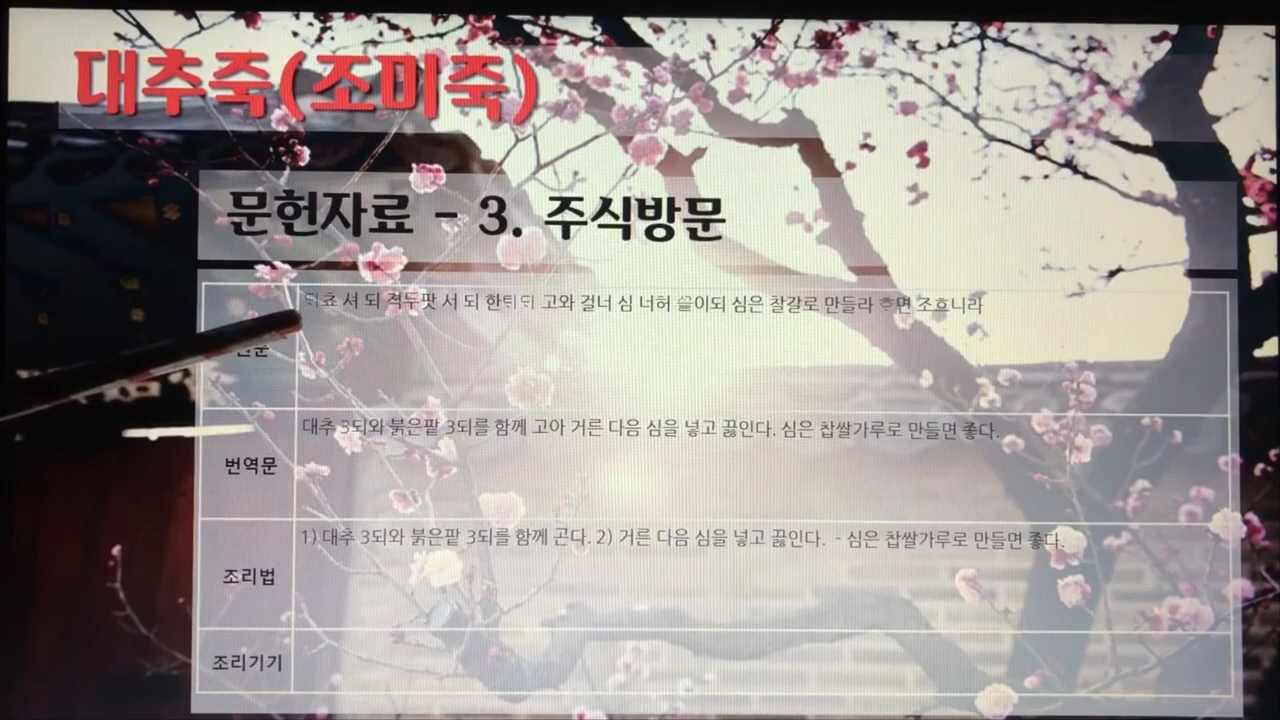 대추죽(조미죽)
문헌자료 - 3. 주식방문
셔 되 젹두팟 서 되 고와 걸너 심 너허 심은 찰갈로 만들라
대추 3되와 붉은팥 3되를 함께 고아 거른 다음 심을 넣고 끓인다. 심은 찹쌀가루로 만들면 좋다.
번역문
1) 대추 3되와 붉은팥 3되를 함께 곤다. 2) 거른 다음 심을 넣고 끓인다. - 심은 찹쌀가루로 만들면 좋다.
조리법
조리기기